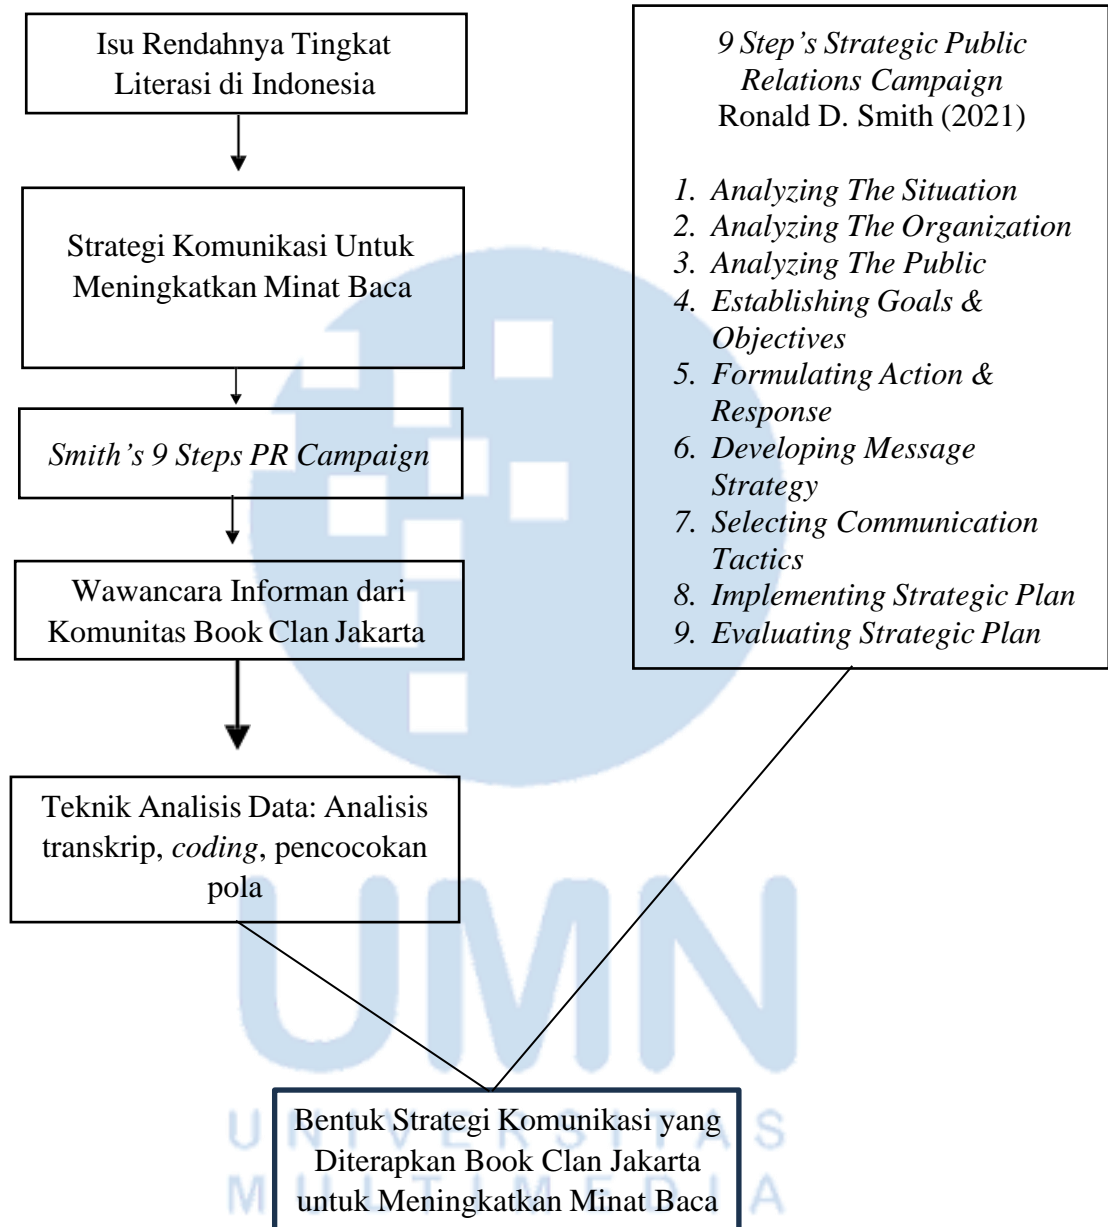 Isu Rendahnya Tingkat
Literasi di Indonesia
Strategi Komunikasi Untuk
Meningkatkan Minat Baca
Smith’s 9 Steps PR Campaign
Wawancara Informan dari
Komunitas Book Clan Jakarta
Teknik Analisis Data: Analisis
transkrip, coding, pencocokan
pola
9 Step’s Strategic Public
Relations Campaign
Ronald D. Smith (2021)
1. Analyzing The Situation
2. Analyzing The Organization
3. Analyzing The Public
4. Establishing Goals &
Objectives
5. Formulating Action &
Response
6. Developing Message
Strategy
7. Selecting Communication
Tactics
8. Implementing Strategic Plan
9. Evaluating Strategic Plan
Bentuk Strategi Komunikasi yang
Diterapkan Book Clan Jakarta
untuk Meningkatkan Minat Baca
UMN
UNIVERSITAS
MULTIMEDIA